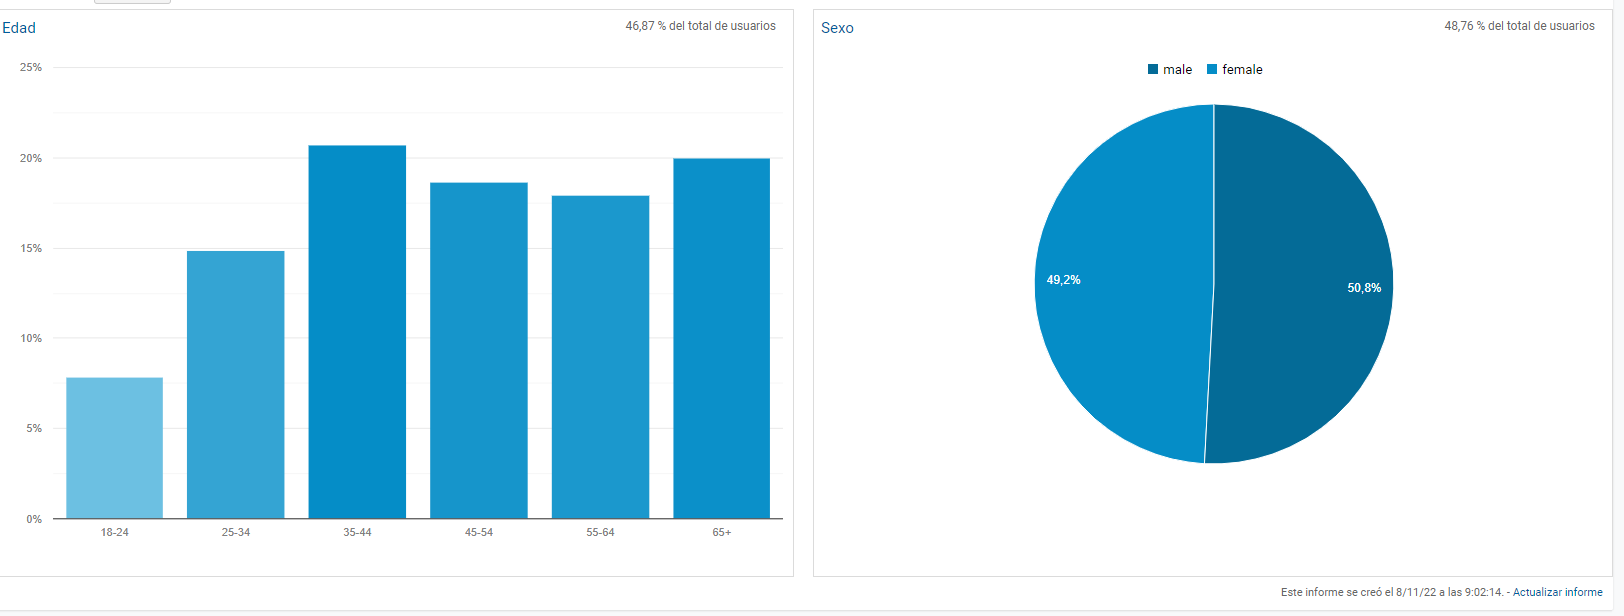 Edad
46,87 % del total de usuarios
25%
20%
15%
10%
5%
0%
18-24
25-34
35-44
45-54
55-64
65+
Sexo
48,76 % del total de usuarios
male
female
49,2%
50,8%
Este informe se creó el 8/11/22 a las 9:02:14. - Actualizar informe